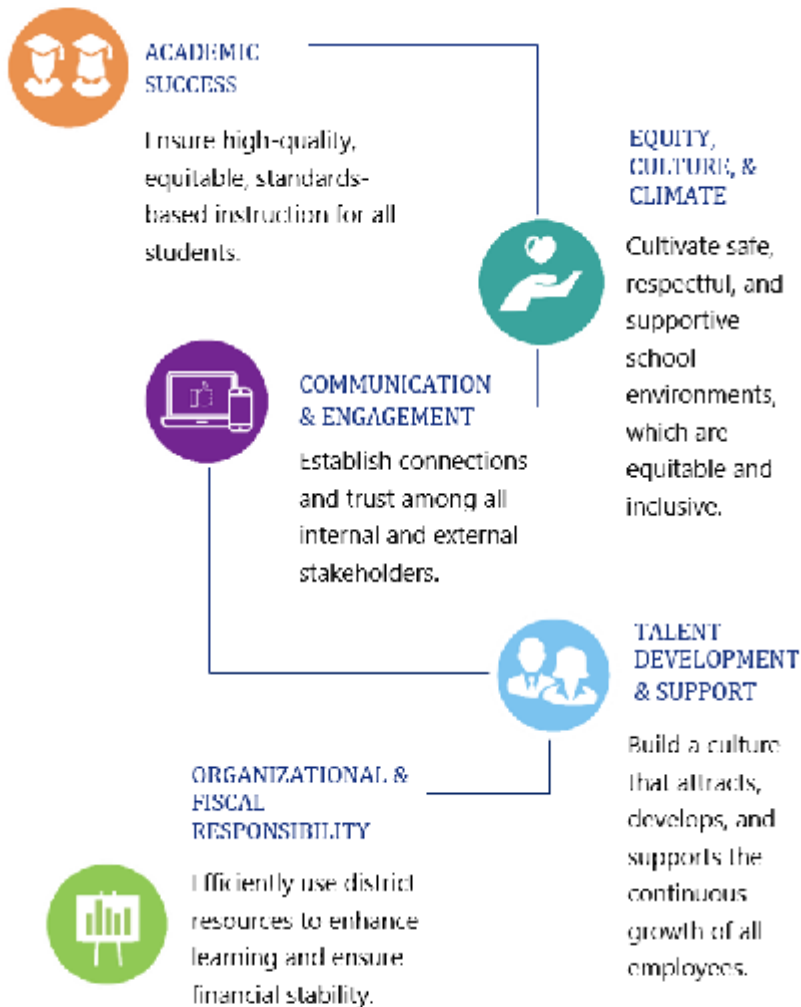 ACADEMIC
SUCCESS
Ensure high-quality,
equitable, standards-
based instruction for all
students.
EQUITY,
CULTURE, &
CLIMATE
Cultivate safe,
respectful, and
supportive
school
environments,
which are
equitable and
inclusive.
COMMUNICATION
& ENGAGEMENT
Establish connections
and trust among all
internal and external
stakeholders.
TALENT
DEVELOPMENT
& SUPPORT
Build a culture
that attracts,
develops, and
supports the
continuous
growth of all
employees.
ORGANIZATIONAL &
FISCAL
RESPONSIBILITY
Efficiently use district
resources to enhance
learning and ensure
financial stability.